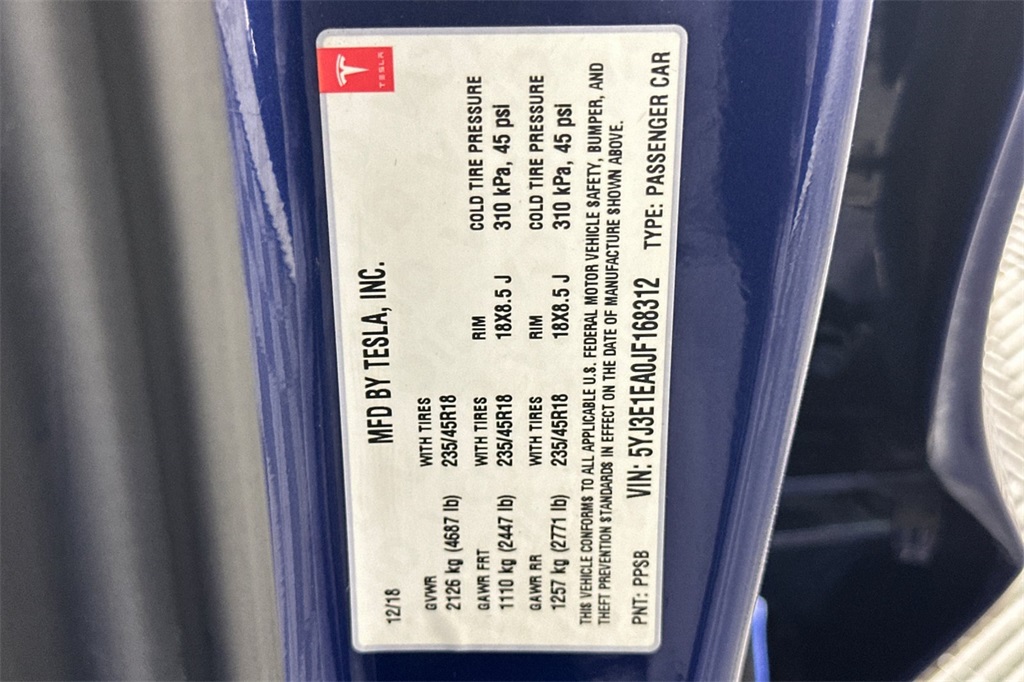 TESLA
MFD BY TESLA, INC.
12/18
GVWR WITH TIRES
2126 kg (4687 lb) 235/45R18
GAWR FRT WITH TIRES RIM COLD TIRE PRESSURE
1110 kg (2447 lb) 235/45R18 18X8.5 J 310 kPa, 45 psi
GAWR RR WITH TIRES RIM COLD TIRE PRESSURE
1257 kg (2771 lb) 235/45R18 18X8.5 J 310 kPa, 45 psi
THIS VEHICLE CONFORMS TO ALL APPLICABLE U.S. FEDERAL MOTOR VEHICLE SAFETY, BUMPER, AND
THEFT PREVENTION STANDARDS IN EFFECT ON THE DATE OF MANUFACTURE SHOWN ABOVE.
PNT: PPSB VIN: 5YJ3E1EA0JF168312 TYPE: PASSENGER CAR